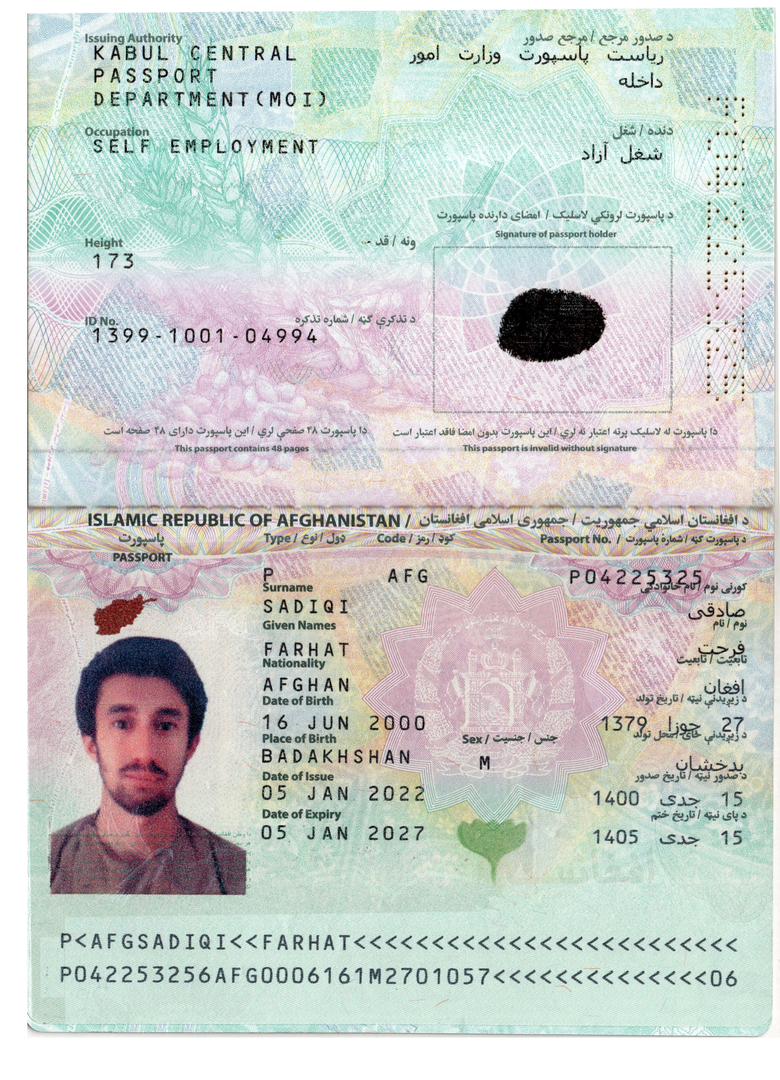 Issuing Authority د صدور مرجع / مرجع صدور
KABUL CENTRAL PASSPORT DEPARTMENT(MOI)
ریاست پاسپورت وزارت امور داخله
Occupation دنده / شغل
SELF EMPLOYMENT شغل آزاد
د پاسپورت لرونکي لاسلیک / امضای دارنده پاسپورت
Signature of passport holder
Height ونه / قد
173
ID No. د تذکرې ګڼه / شماره تذکره
1399-1001-04994
دا پاسپورت ۴۸ صفحې لري / این پاسپورت دارای ۴۸ صفحه است
This passport contains 48 pages
دا پاسپورت له لاسلیک پرته اعتبار نه لري / این پاسپورت بدون امضا فاقد اعتبار است
This passport is invalid without signature
ISLAMIC REPUBLIC OF AFGHANISTAN / د افغانستان اسلامي جمهوریت / جمهوری اسلامی افغانستان
پاسپورت
PASSPORT
Type / ډول / نوع Code / کوډ / رمز Passport No. / د پاسپورت ګڼه / شماره پاسپورت
P AFG P04225325
Surname کورنی نوم / نام خانوادگی
SADIQI صادقی
Given Names نوم / نام
FARHAT فرحت
Nationality تابعیت / تابعیت
AFGHAN افغان
Date of Birth د زیږیدنې نېټه / تاریخ تولد
16 JUN 2000 27 جوزا 1379
Place of Birth Sex / جنس / جنسیت د زیږیدنې ځای / محل تولد
BADAKHSHAN M بدخشان
Date of Issue د صدور نېټه / تاریخ صدور
05 JAN 2022 15 جدی 1400
Date of Expiry د پای نېټه / تاریخ ختم
05 JAN 2027 15 جدی 1405
P<AFGSADIQI<<FARHAT<<<<<<<<<<<<<<<<<<<<<<<<<
P042253256AFG0006161M2701057<<<<<<<<<<<<<<06